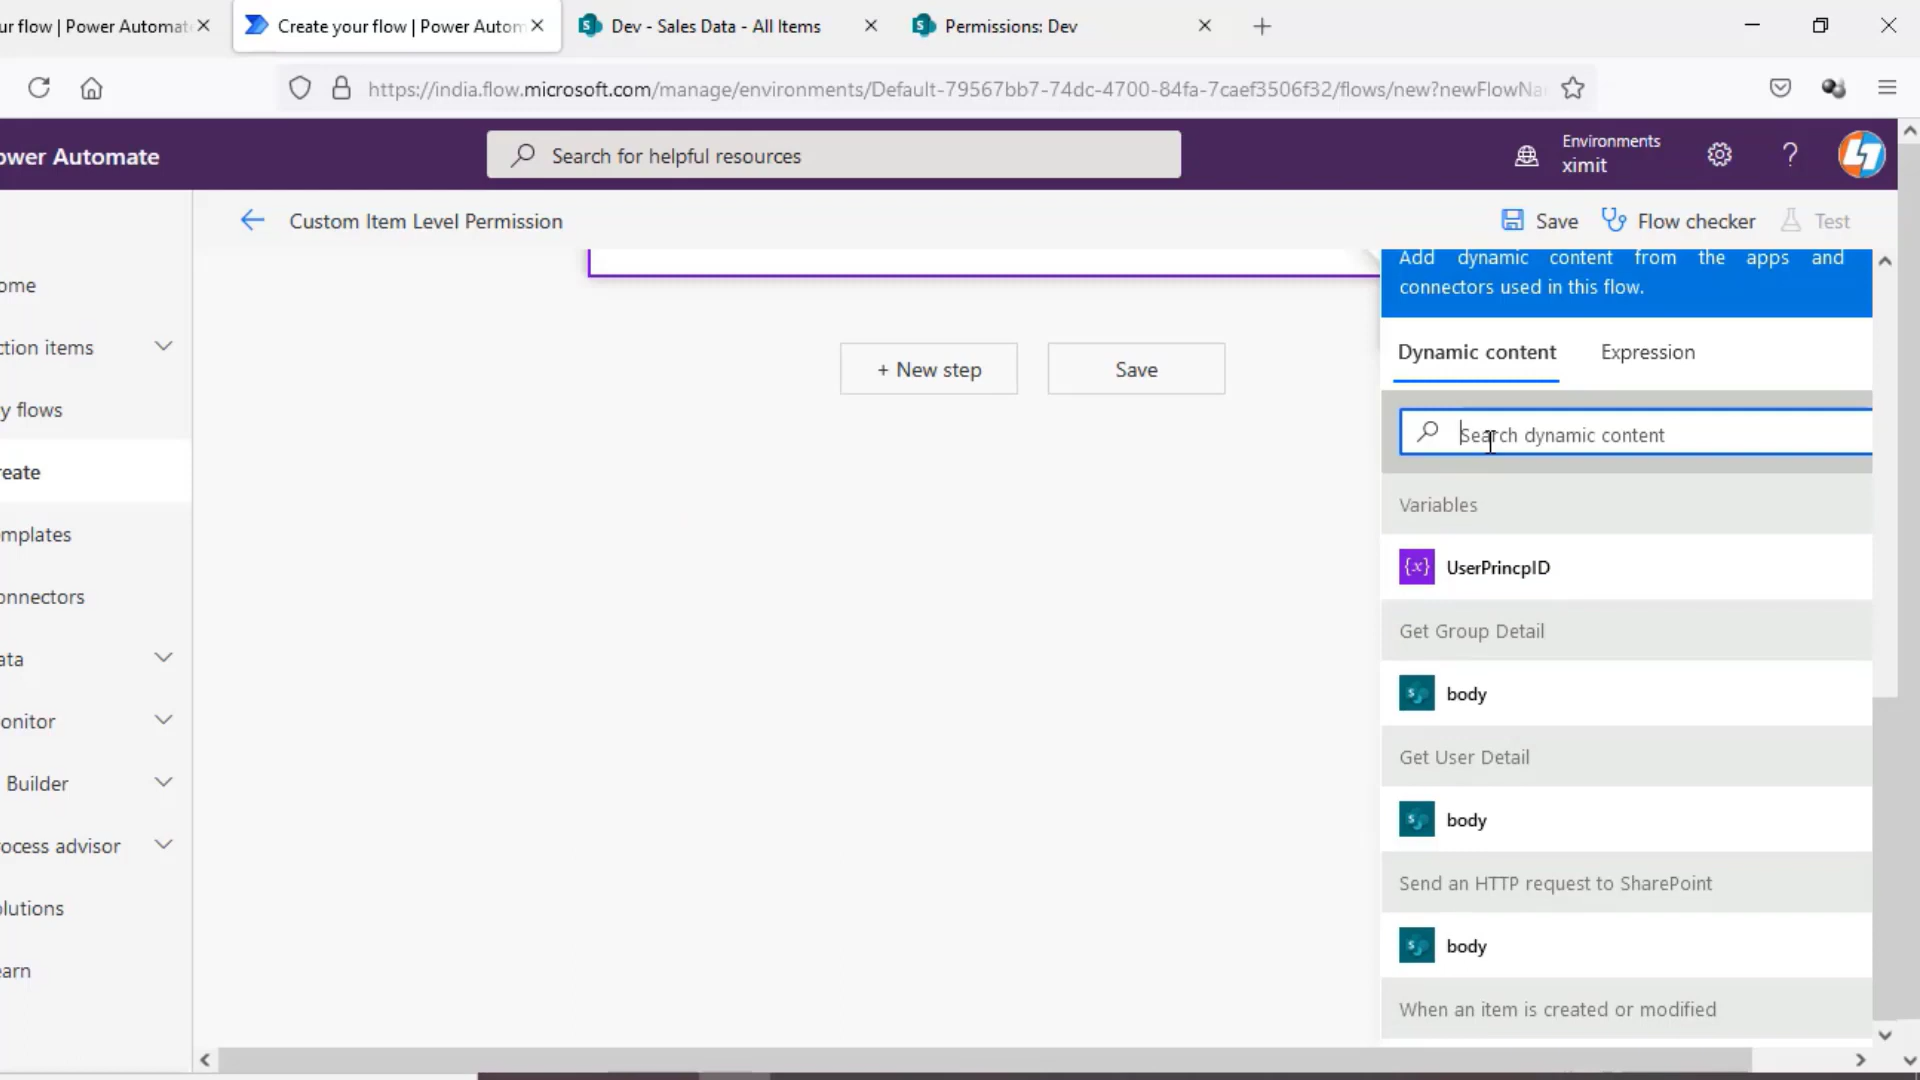 ur flow | Power Automat
Create your flow | Power Autom
Dev - Sales Data - All Items
Permissions: Dev
https://india.flow.microsoft.com/manage/environments/Default-79567bb7-74dc-4700-84fa-7caef3506f32/flows/new?newFlowNa
ower Automate
Search for helpful resources
Environments
ximit
Custom Item Level Permission
Save
Flow checker
Test
Add dynamic content from the apps and
connectors used in this flow.
ome
ction items
y flows
reate
mplates
onnectors
ata
onitor
Builder
ocess advisor
olutions
earn
+ New step
Save
Dynamic content
Expression
Search dynamic content
Variables
{x}
UserPrincpID
Get Group Detail
s
body
Get User Detail
s
body
Send an HTTP request to SharePoint
s
body
When an item is created or modified